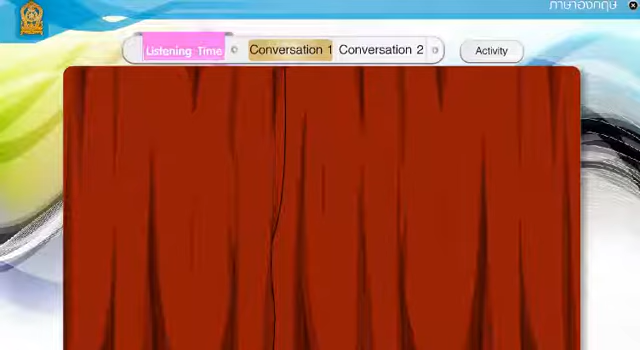 ภาษาอังกฤษ
Listening Time
Conversation 1
Conversation 2
Activity